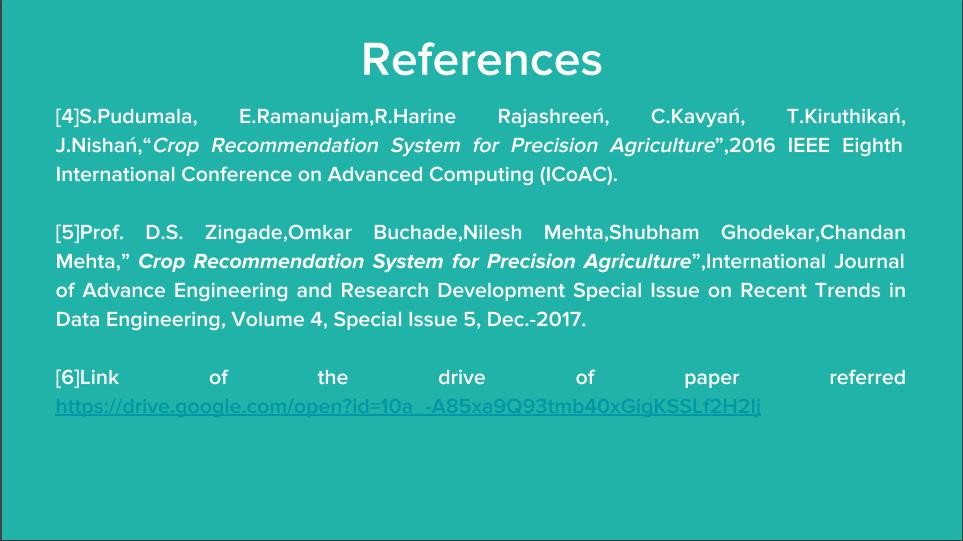 References
[4]S.Pudumala, E.Ramanujam,R.Harine Rajashreeń, C.Kavyań, T.Kiruthikań,
J.Nishań,“Crop Recommendation System for Precision Agriculture”,2016 IEEE Eighth
International Conference on Advanced Computing (ICoAC).
[5]Prof. D.S. Zingade,Omkar Buchade,Nilesh Mehta,Shubham Ghodekar,Chandan
Mehta,” Crop Recommendation System for Precision Agriculture”,International Journal
of Advance Engineering and Research Development Special Issue on Recent Trends in
Data Engineering, Volume 4, Special Issue 5, Dec.-2017.
[6]Link of the drive of paper referred
https://drive.google.com/open?id=10a_-A85xa9Q93tmb40xGigKSSLf2H2lj